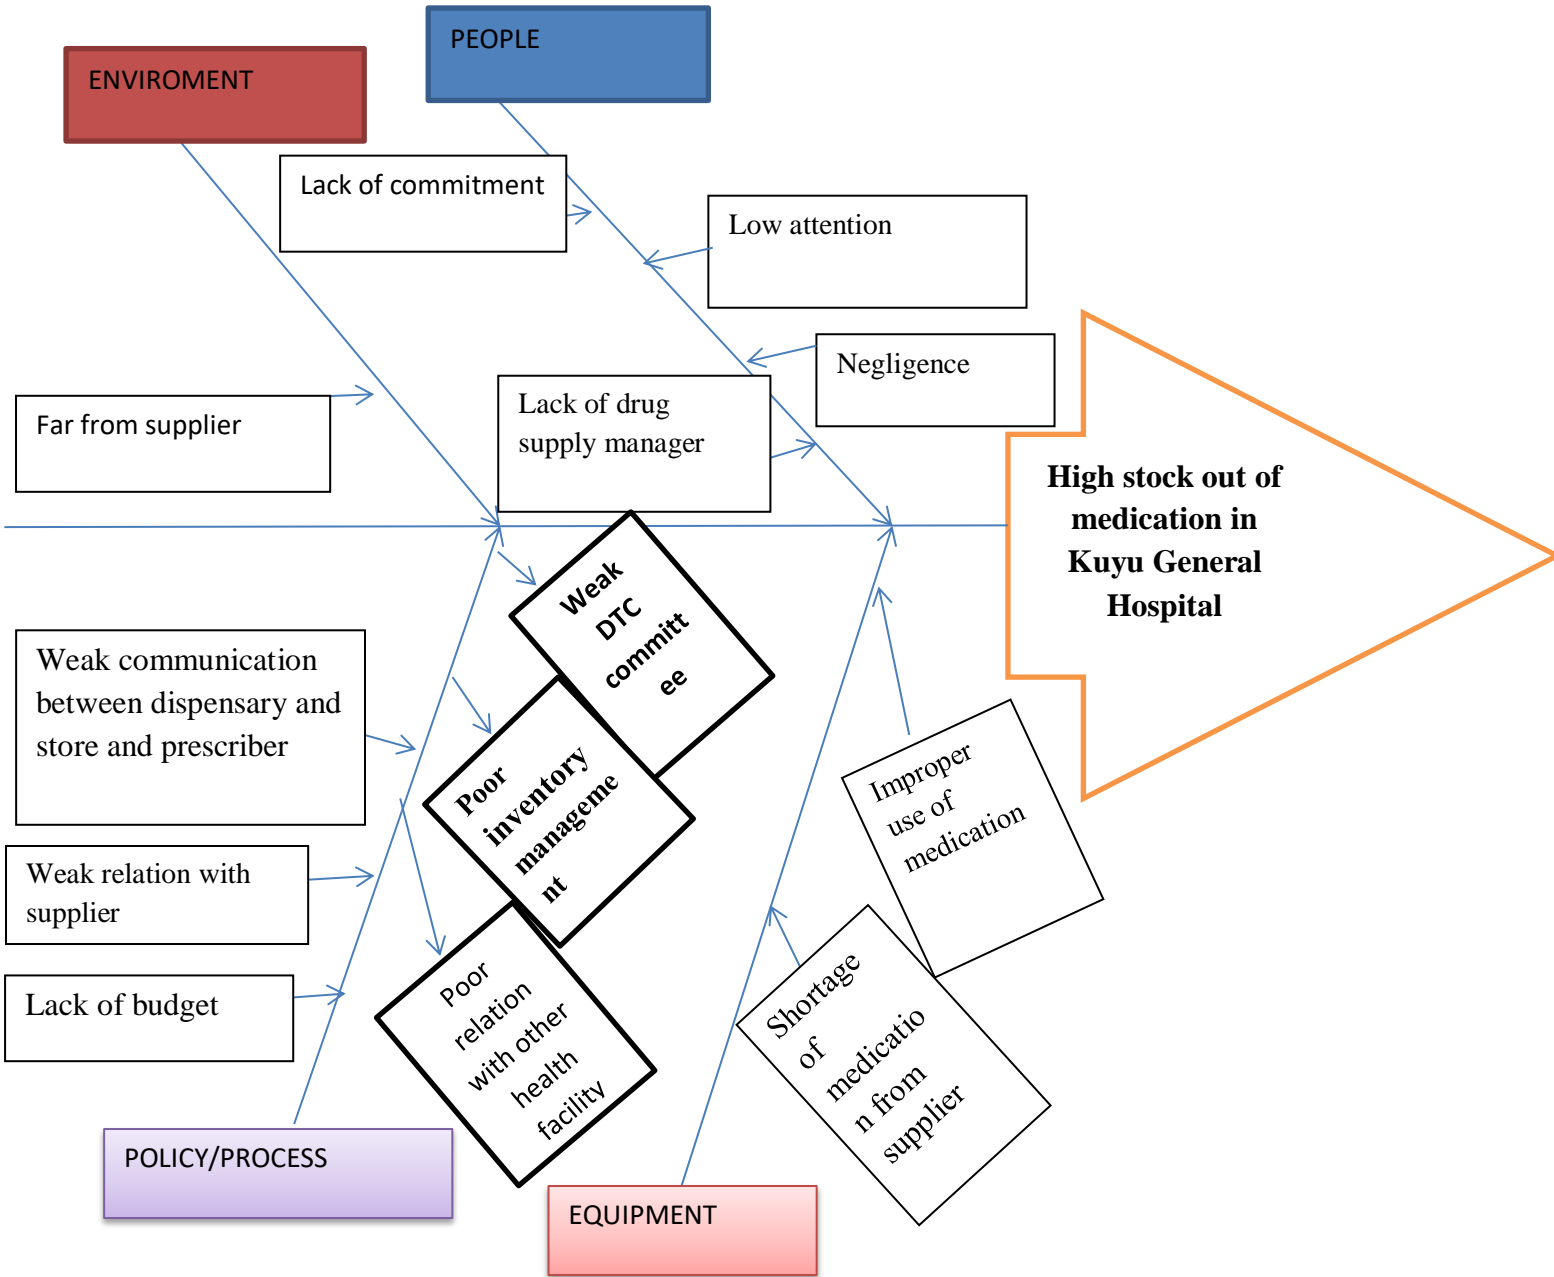 PEOPLE
ENVIROMENT
Lack of commitment
Low attention
Negligence
Lack of drug
supply manager
Far from supplier
High stock out of
medication in
Kuyu General
Hospital
Weak
DTC
committ
ee
Weak communication
between dispensary and
store and prescriber
Poor
inventory
manageme
nt
Improper
use of
medication
Weak relation with
supplier
Lack of budget
Poor
relation
with other
health
facility
Shortage
of
medicatio
n from
supplier
POLICY/PROCESS
EQUIPMENT